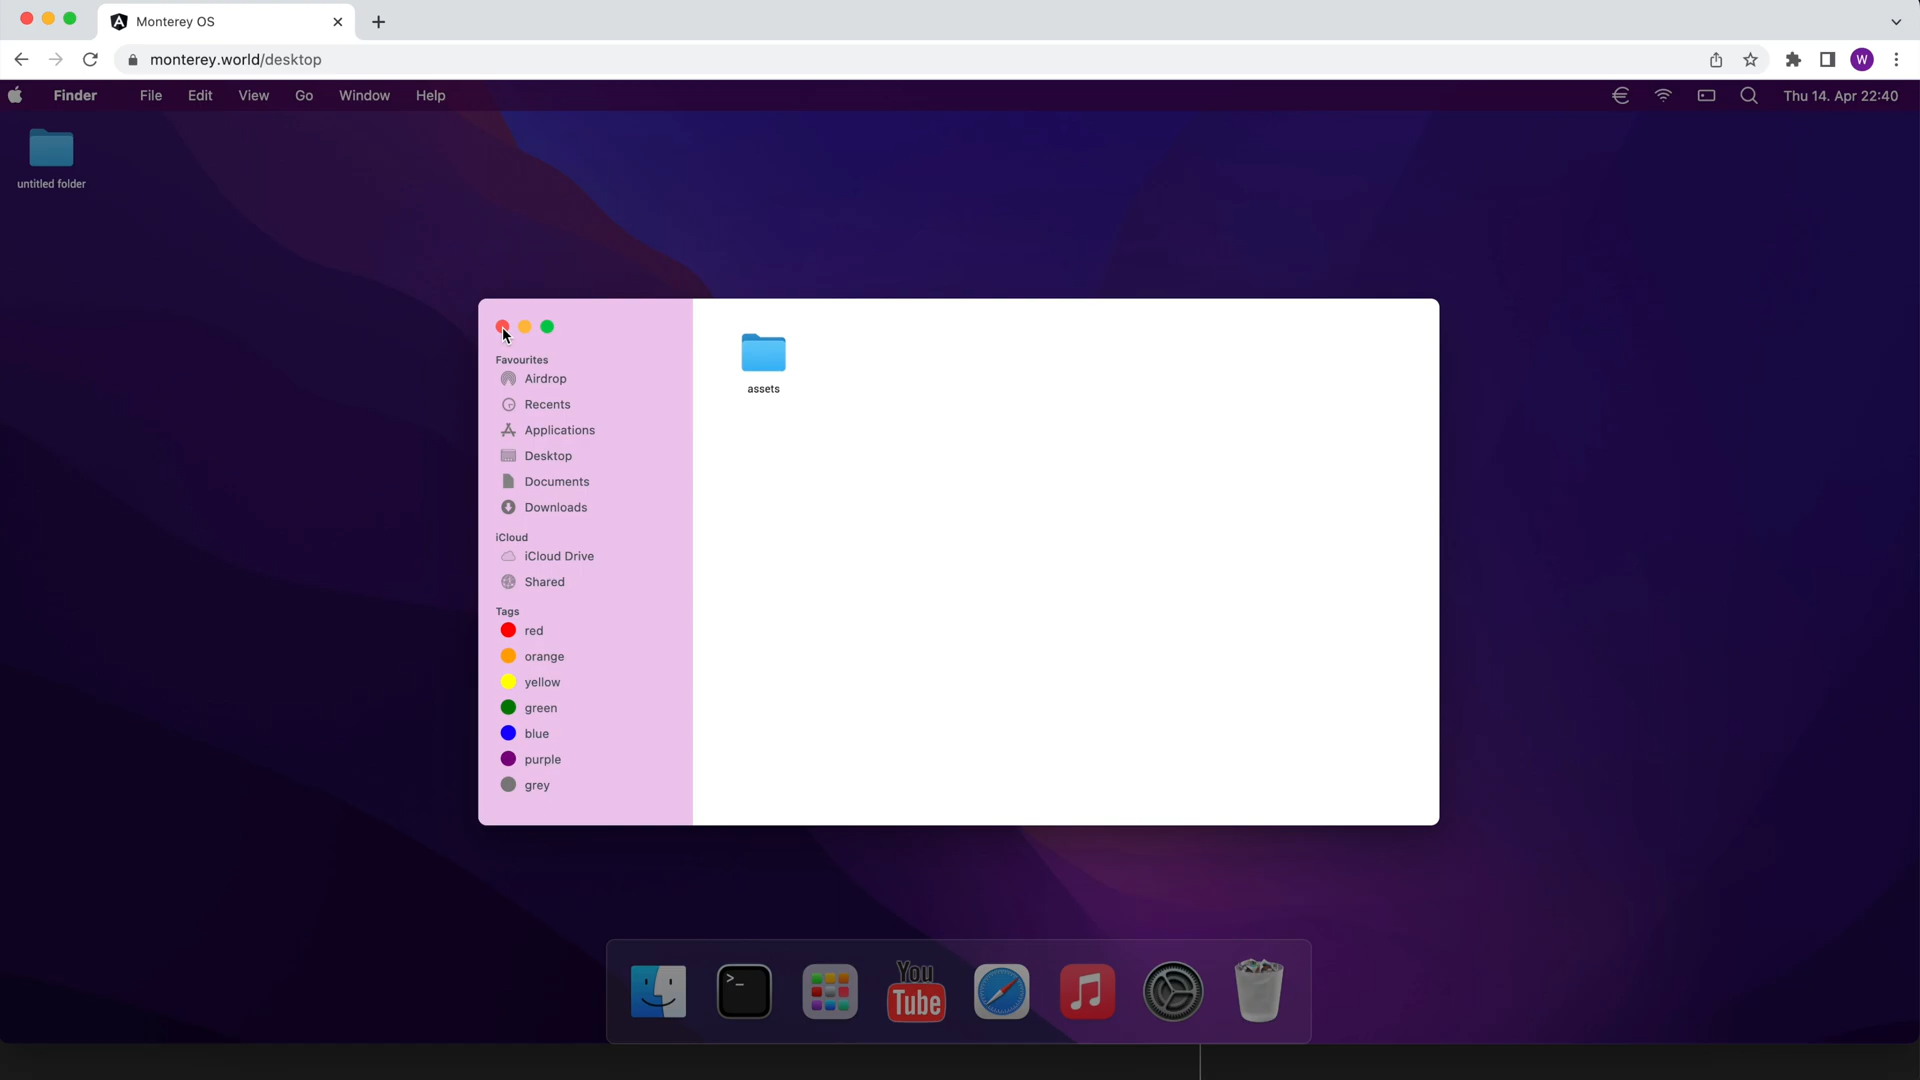 Monterey OS
monterey.world/desktop
W
Finder File Edit View Go Window Help
Thu 14. Apr 22:40
untitled folder
Favourites
Airdrop
Recents
Applications
Desktop
Documents
Downloads
iCloud
iCloud Drive
Shared
Tags
red
orange
yellow
green
blue
purple
grey
assets
>_
You
Tube